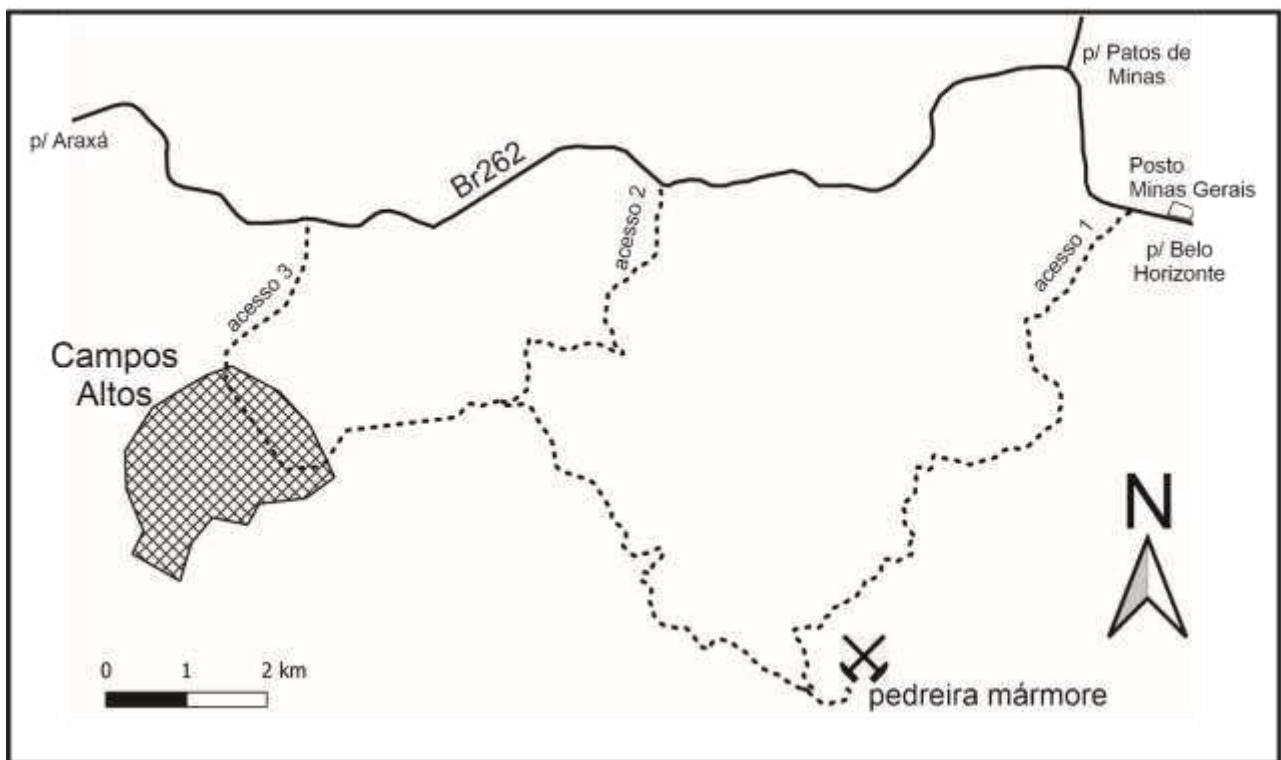 p/ Patos de
Minas
p/ Araxá
Br262
Posto
Minas Gerais
acesso 2
acesso 1
p/ Belo
Horizonte
acesso 3
Campos
Altos
N
0 1 2 km
pedreira mármore